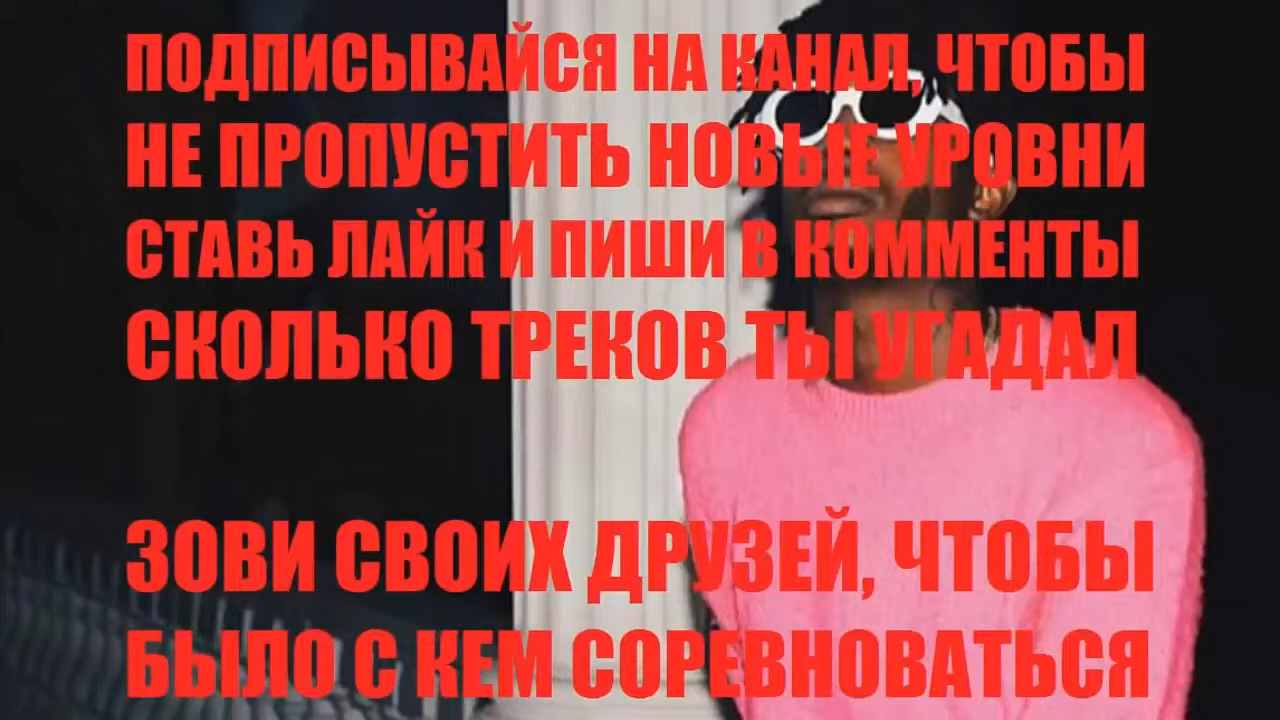 ПОДПИСЫВАЙСЯ НА КАНАЛ, ЧТОБЫ
НЕ ПРОПУСТИТЬ НОВЫЕ УРОВНИ
СТАВЬ ЛАЙК И ПИШИ В КОММЕНТЫ
СКОЛЬКО ТРЕКОВ ТЫ УГАДАЛ
ЗОВИ СВОИХ ДРУЗЕЙ, ЧТОБЫ
БЫЛО С КЕМ СОРЕВНОВАТЬСЯ